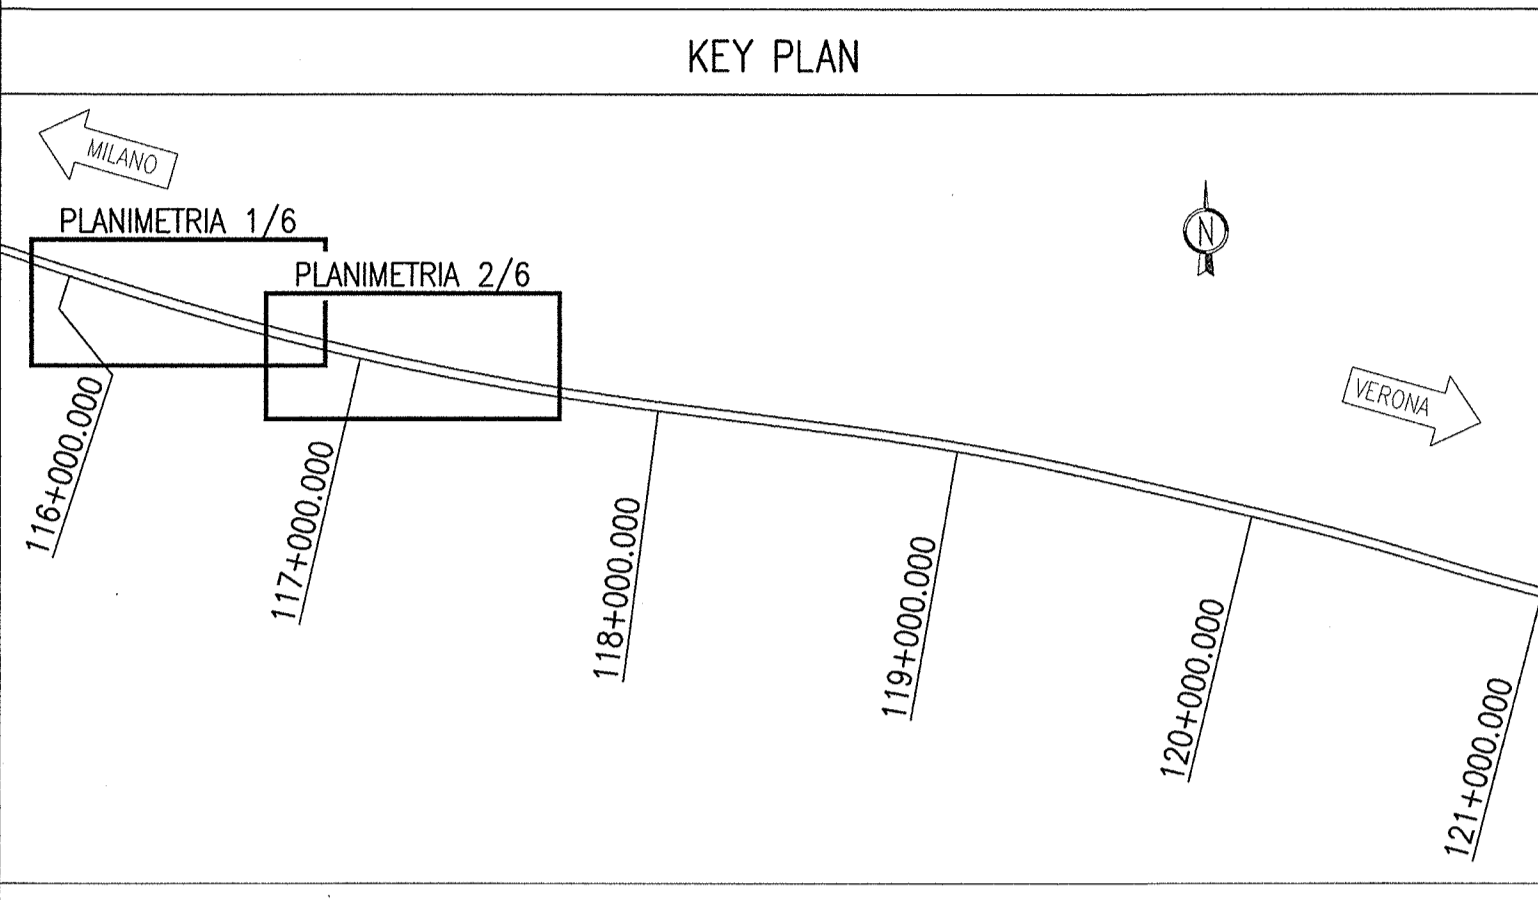 KEY PLAN
MILANO
PLANIMETRIA 1/6
N
PLANIMETRIA 2/6
VERONA
116+000.000
117+000.000
118+000.000
119+000.000
120+000.000
121+000.000